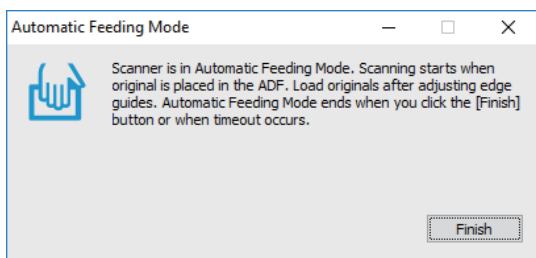 Automatic Feeding Mode
Scanner is in Automatic Feeding Mode. Scanning starts when
original is placed in the ADF. Load originals after adjusting edge
guides. Automatic Feeding Mode ends when you click the [Finish]
button or when timeout occurs.
Finish